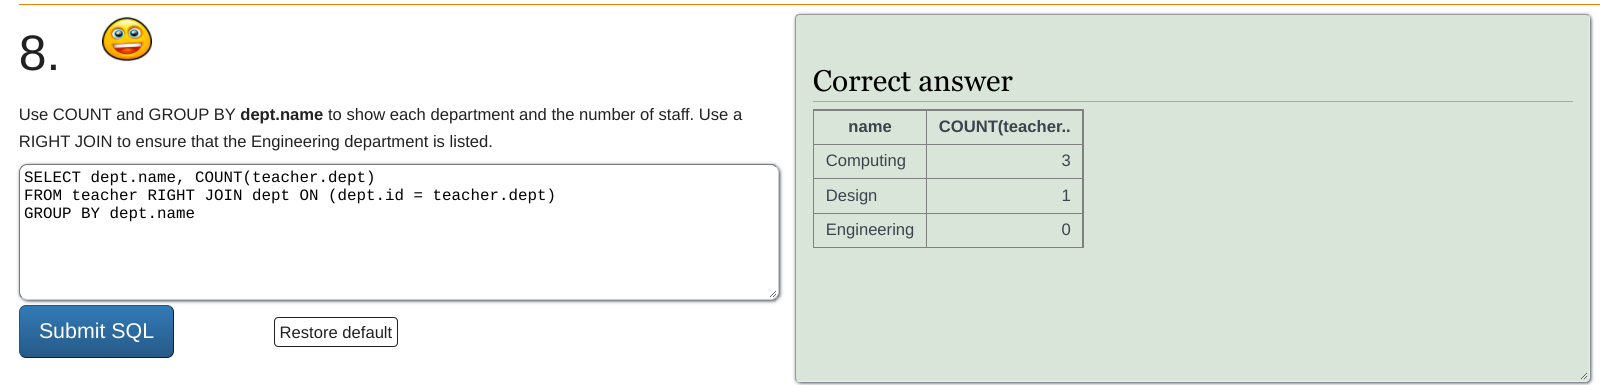 8.
Use COUNT and GROUP BY dept.name to show each department and the number of staff. Use a
RIGHT JOIN to ensure that the Engineering department is listed.
SELECT dept.name, COUNT(teacher.dept)
FROM teacher RIGHT JOIN dept ON (dept.id = teacher.dept)
GROUP BY dept.name
Submit SQL
Restore default
Correct answer
name COUNT(teacher..
Computing 3
Design 1
Engineering 0